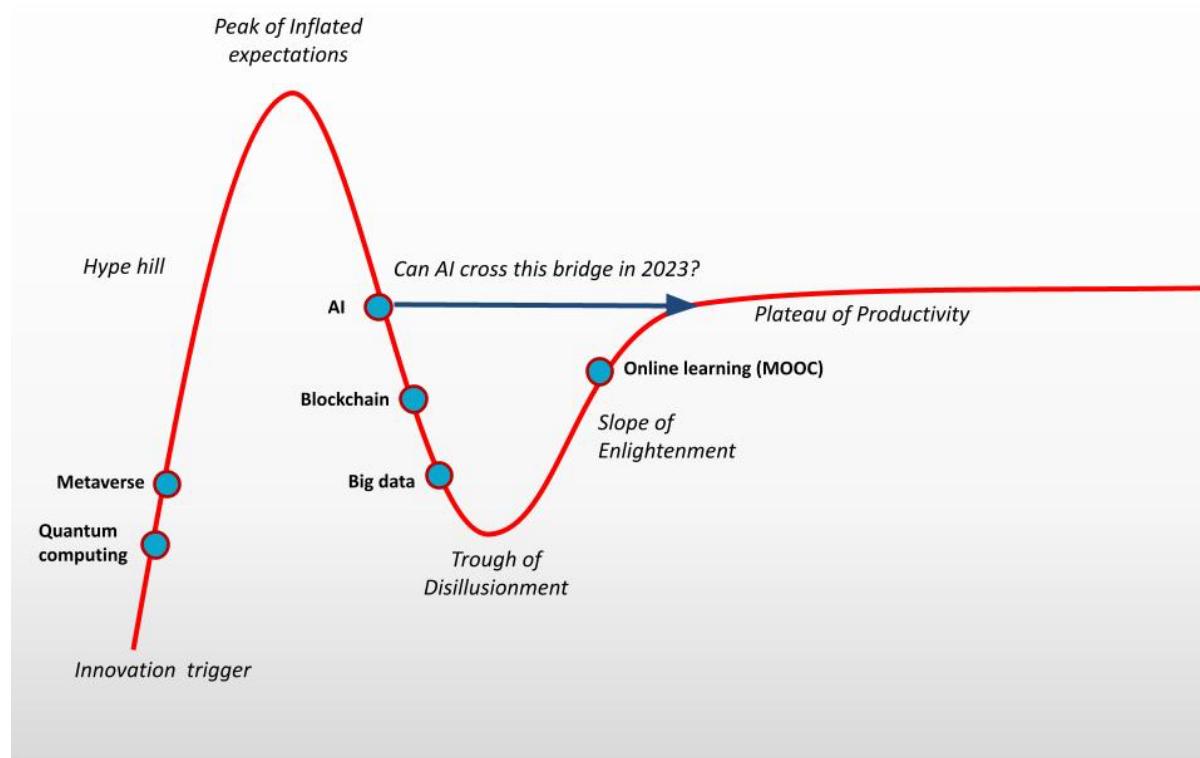 Peak of Inflated
expectations
Hype hill
Can AI cross this bridge in 2023?
AI
Plateau of Productivity
Online learning (MOOC)
Blockchain
Slope of
Enlightenment
Metaverse
Big data
Quantum
computing
Trough of
Disillusionment
Innovation trigger